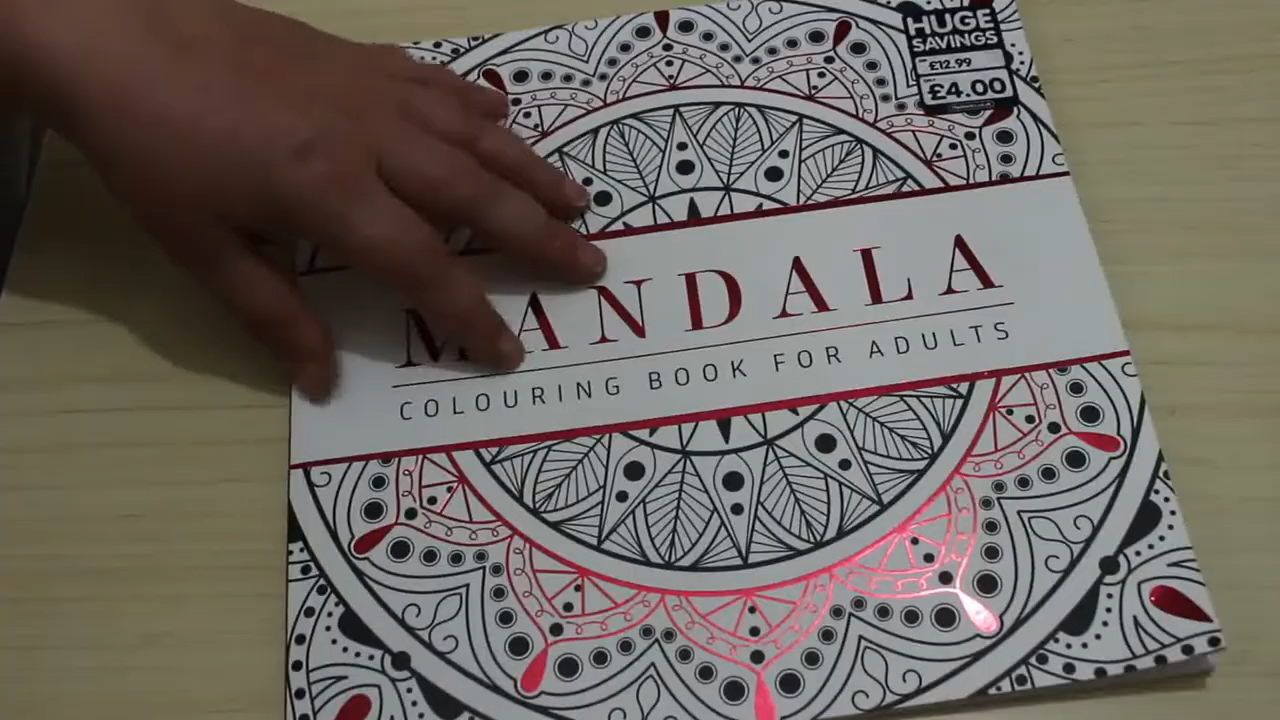 HUGE
SAVINGS
£12.99
£4.00
MANDALA
COLOURING BOOK FOR ADULTS